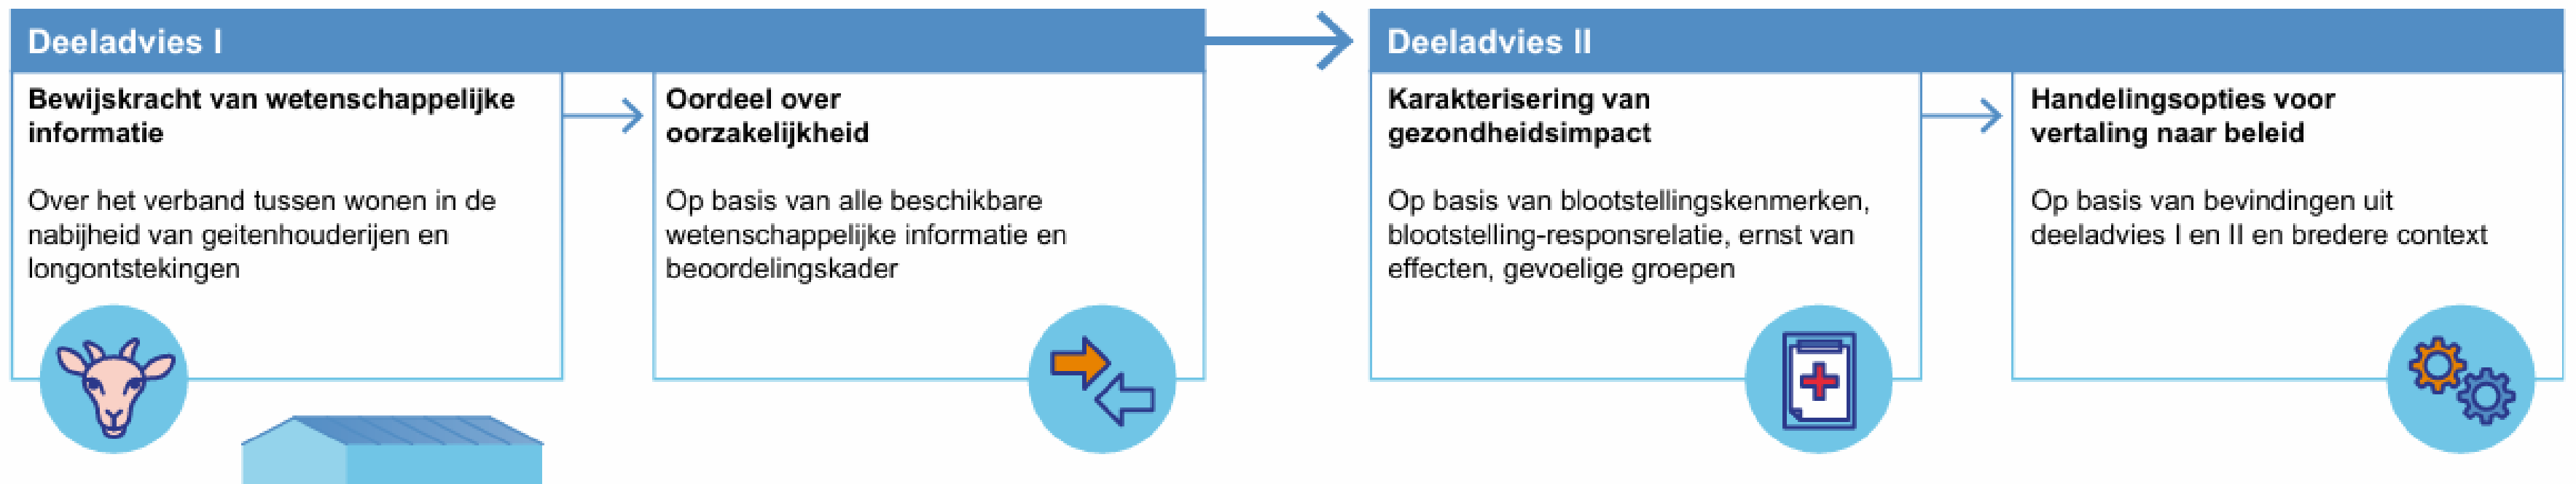 Deeladvies I
Bewijskracht van wetenschappelijke
informatie
Over het verband tussen wonen in de
nabijheid van geitenhouderijen en
longontstekingen
Oordeel over
oorzakelijkheid
Op basis van alle beschikbare
wetenschappelijke informatie en
beoordelingskader
Deeladvies II
Karakterisering van
gezondheidsimpact
Op basis van blootstellingskenmerken,
blootstelling-responsrelatie, ernst van
effecten, gevoelige groepen
Handelingsopties voor
vertaling naar beleid
Op basis van bevindingen uit
deeladvies I en II en bredere context